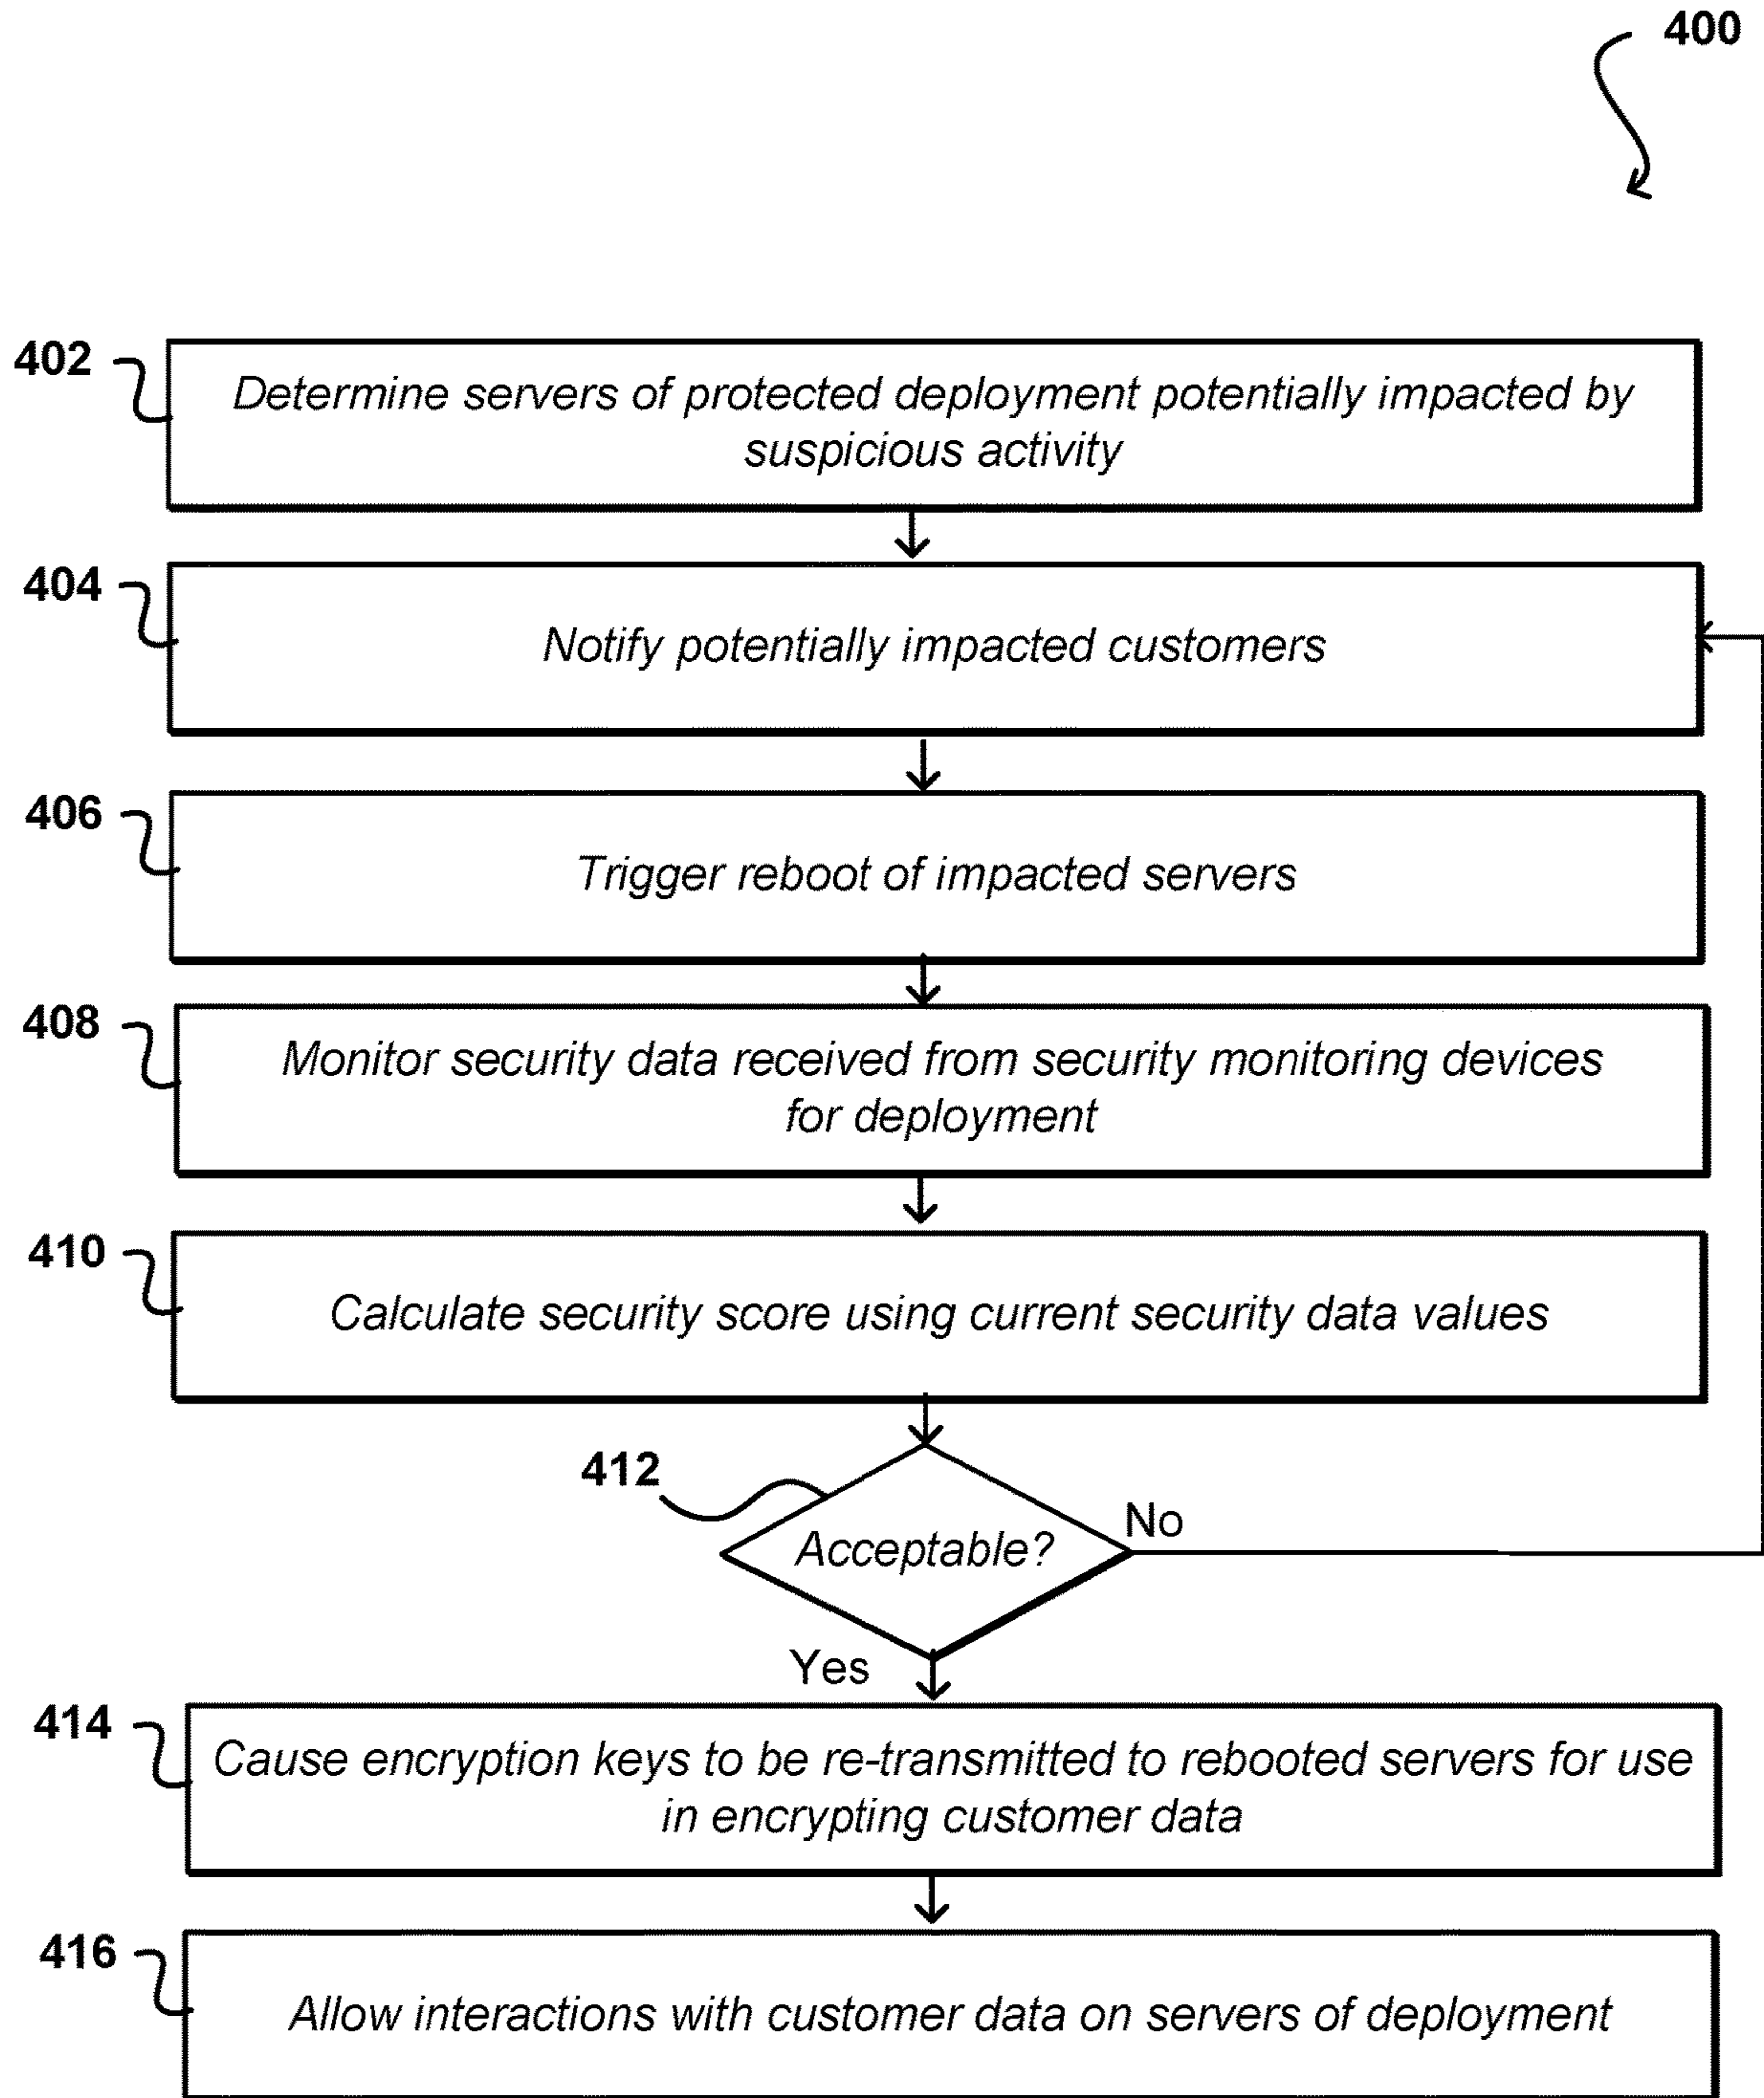 400
402
Determine servers of protected deployment potentially impacted by
suspicious activity
404
Notify potentially impacted customers
406
Trigger reboot of impacted servers
408
Monitor security data received from security monitoring devices
for deployment
410
Calculate security score using current security data values
412
Acceptable?
No
Yes
414
Cause encryption keys to be re-transmitted to rebooted servers for use
in encrypting customer data
416
Allow interactions with customer data on servers of deployment